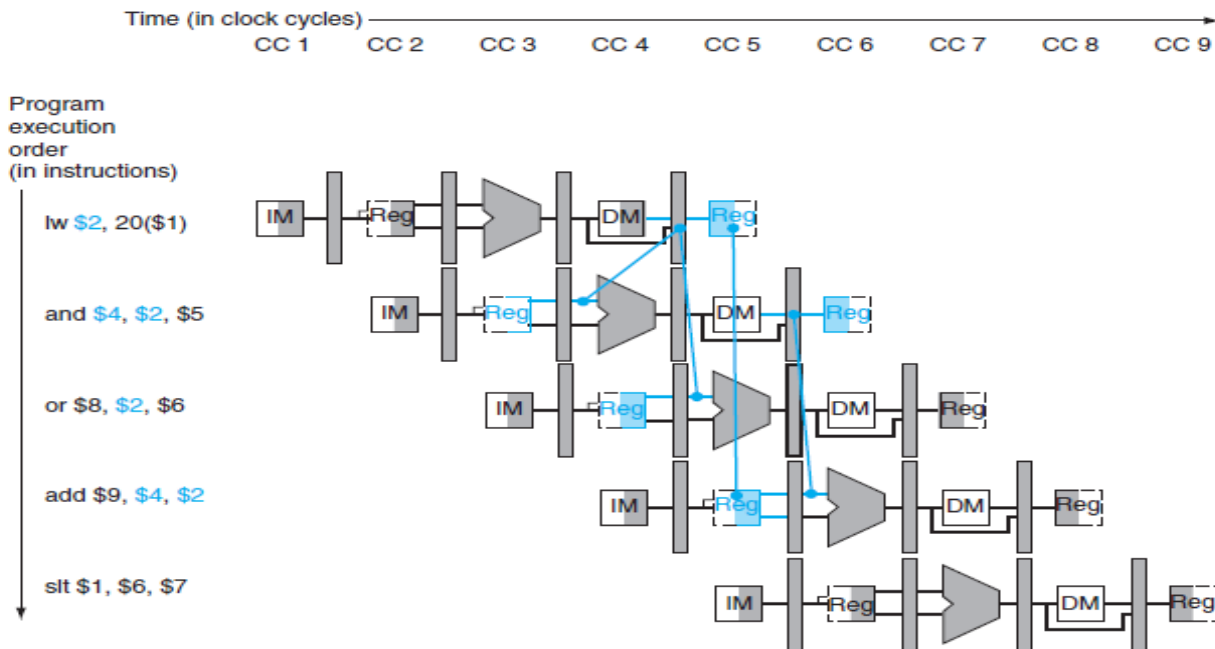 Time (in clock cycles)
CC 1 CC 2 CC 3 CC 4 CC 5 CC 6 CC 7 CC 8 CC 9
Program
execution
order
(in instructions)
lw $2, 20($1)
IM Reg DM Reg
and $4, $2, $5
IM Reg DM Reg
or $8, $2, $6
IM Reg DM Reg
add $9, $4, $2
IM Reg DM Reg
slt $1, $6, $7
IM Reg DM Reg